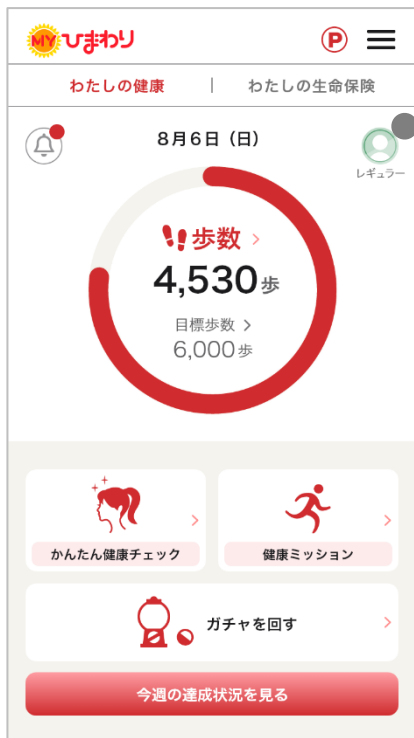 MYひまわり
P
わたしの健康 | わたしの生命保険
8月6日（日）
レギュラー
歩数 >
4,530歩
目標歩数 >
6,000歩
かんたん健康チェック >
健康ミッション >
ガチャを回す >
今週の達成状況を見る